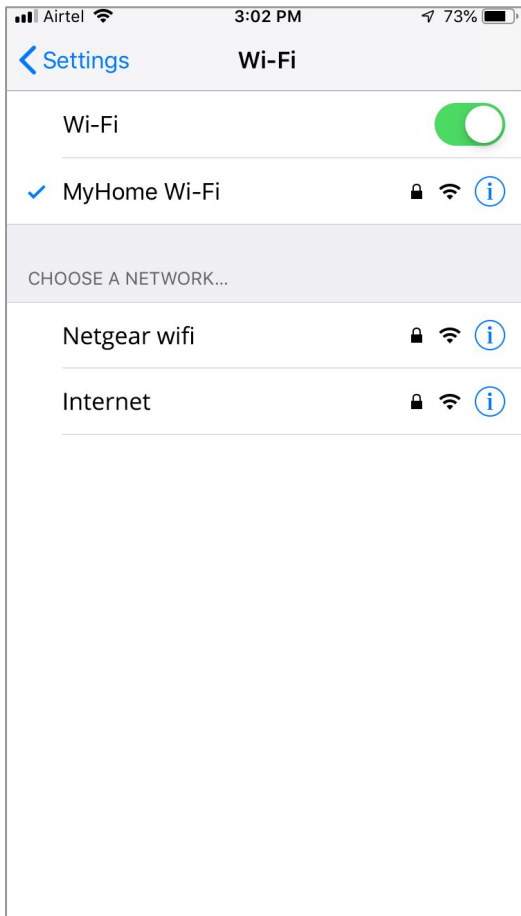 Airtel 3:02 PM 73%
Settings Wi-Fi
Wi-Fi
MyHome Wi-Fi
CHOOSE A NETWORK...
Netgear wifi
Internet